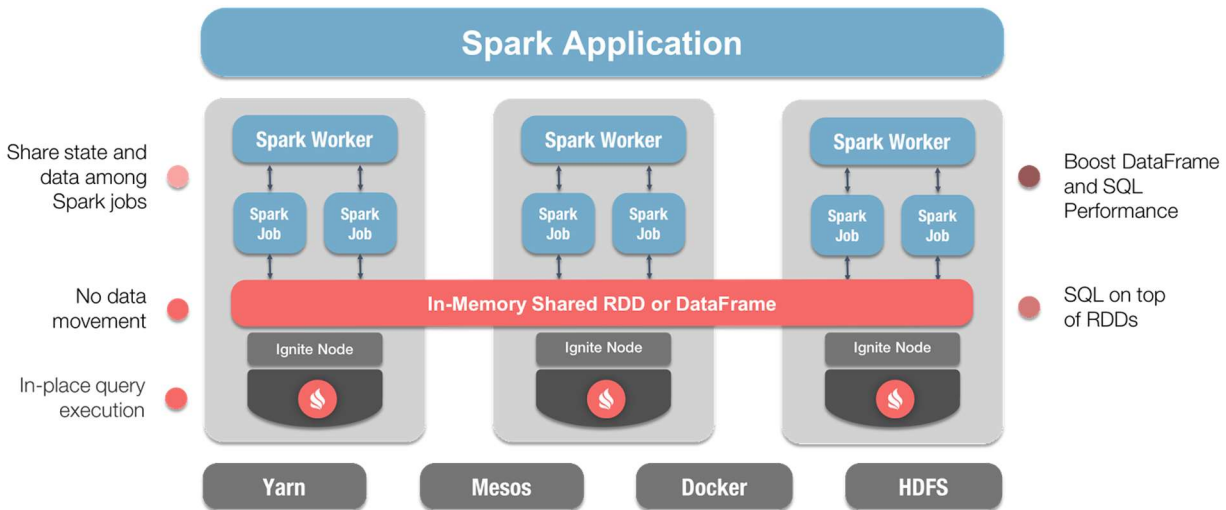 Spark Application
Share state and
data among
Spark jobs
No data
movement
In-place query
execution
Spark Worker
Spark
Job
Spark
Job
Spark Worker
Spark
Job
Spark
Job
Spark Worker
Spark
Job
Spark
Job
In-Memory Shared RDD or DataFrame
Ignite Node
Ignite Node
Ignite Node
Boost DataFrame
and SQL
Performance
SQL on top
of RDDs
Yarn
Mesos
Docker
HDFS